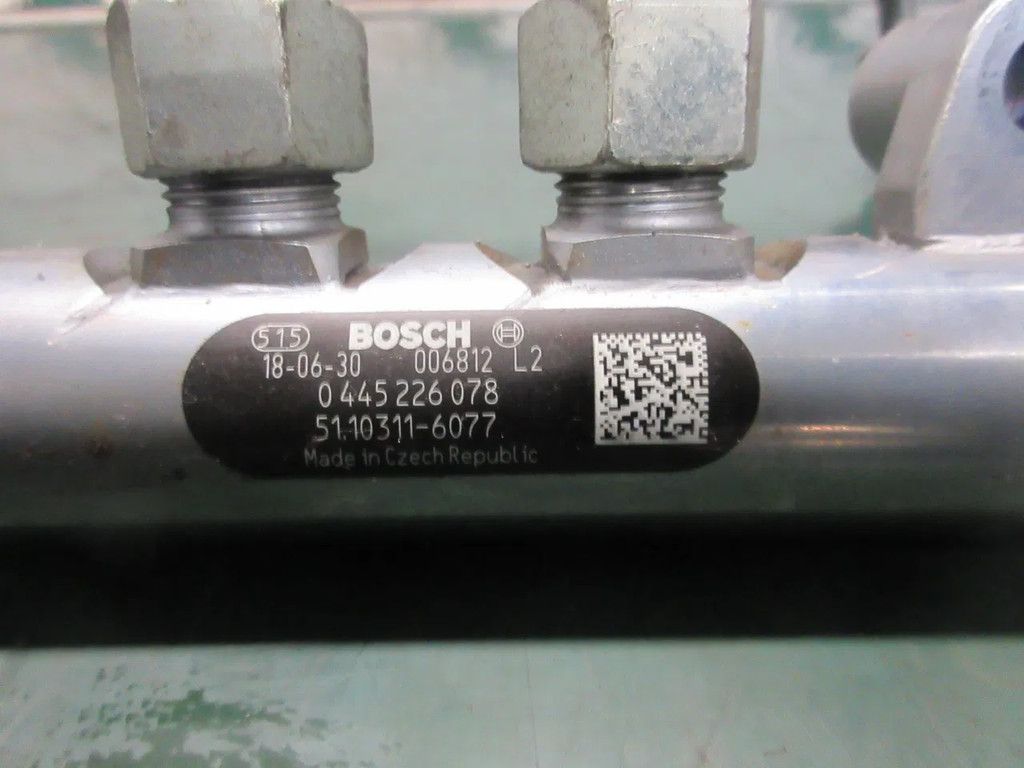 515 BOSCH
18-06-30 006812 L2
0 445 226 078
51.10311-6077
Made in Czech Republic